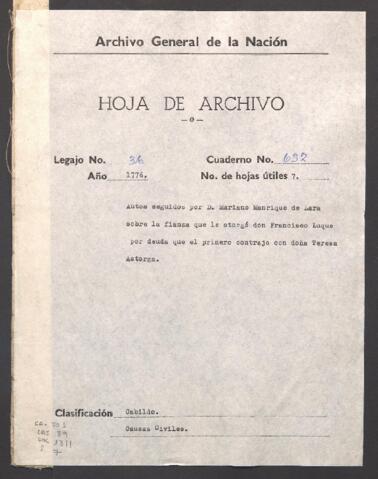 Archivo General de la Nación
HOJA DE ARCHIVO
—o—
Legajo No. 36 Cuaderno No. 692
Año 1776. No. de hojas útiles 7.
Autos seguidos por D. Mariano Manrique de Lara
sobre la fianza que le otorgó don Francisco Luque
por deuda que el primero contrajo con doña Teresa
Astorga.
Clasificación Cabildo.
Causas Civiles.